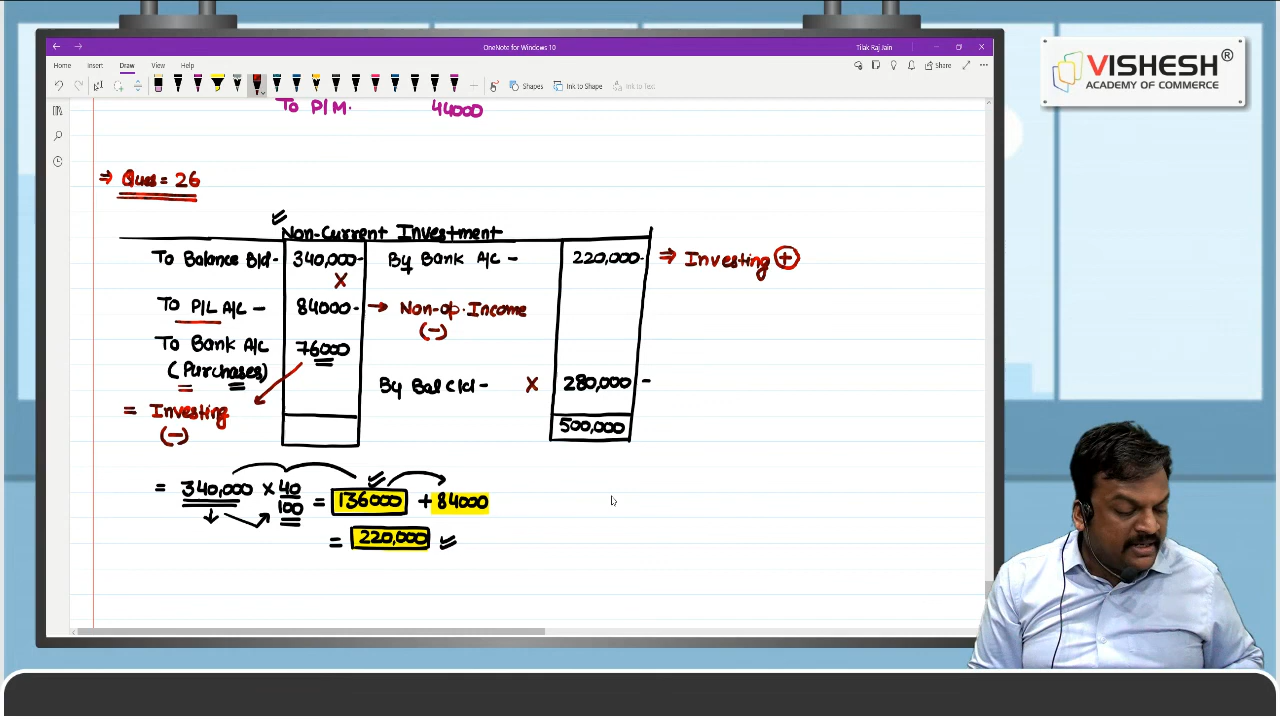 OneNote for Windows 10
Tilak Raj Jain
Home Insert Draw View Help
Share
Shapes Ink to Shape Ink to Text
To P/M. 44000
⇒ Ques = 26
Non-Current Investment
To Balance B/d - 340,000 - By Bank A/c - 220,000 - ⇒ Investing (+)
X
To P/L A/c - 84000 - → Non-op. Income
(-)
To Bank A/C 76000
(Purchases)
By Bal C/d - X 280,000 -
= Investing
(-)
500,000
= 340,000 × 40/100 = 136000 + 84000
= 220,000
VISHESH®
ACADEMY OF COMMERCE